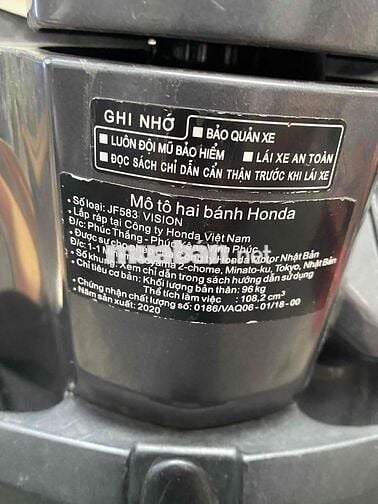 GHI NHỚ
BẢO QUẢN XE
LUÔN ĐỘI MŨ BẢO HIỂM
LÁI XE AN TOÀN
ĐỌC SÁCH CHỈ DẪN CẨN THẬN TRƯỚC KHI LÁI XE
Mô tô hai bánh Honda
• Số loại: JF583 VISION
• Lắp ráp tại Công ty Honda Việt Nam
Đ/c: Phúc Thắng - Phúc Phúc
• Được sự cho Honda Motor Nhật Bản
Đ/c: 1-1 Minami-Aoyama 2-chome, Minato-ku, Tokyo, Nhật Bản
• Số khung: Xem chỉ dẫn trong sách hướng dẫn sử dụng
• Chỉ tiêu cơ bản: Khối lượng bản thân: 96 kg
Thể tích làm việc : 108,2 cm³
• Chứng nhận chất lượng số: 0186/VAQ06 - 01/18 - 00
• Năm sản xuất: 2020
muaban.net